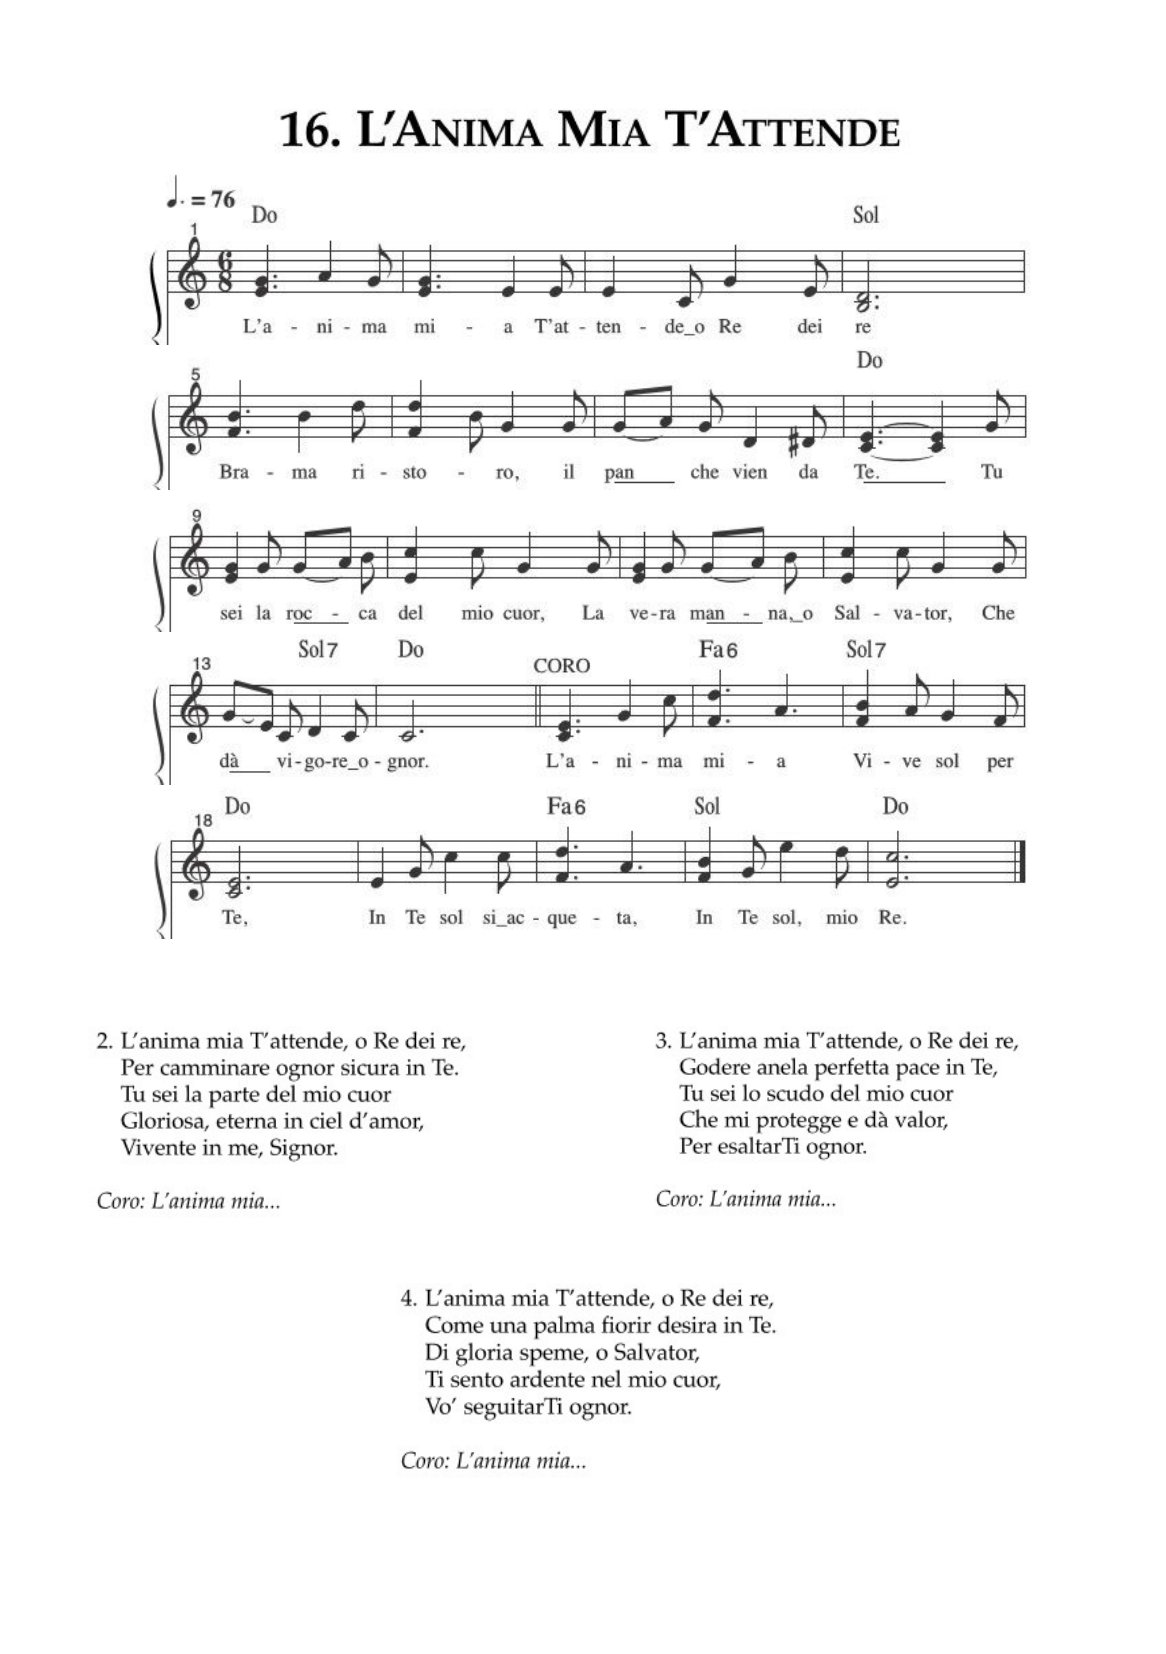 16. L'Anima Mia T'Attende
♩. = 76
Do Sol
1
6
8
L'a - ni - ma mi - a T'at - ten - de_o Re dei re
Do
5
Bra - ma ri - sto - ro, il pan che vien da Te. Tu
9
sei la roc - ca del mio cuor, La ve-ra man - na,_o Sal - va-tor, Che
Sol7 Do CORO Fa6 Sol7
13
dà vi-go-re_o - gnor. L'a - ni - ma mi - a Vi - ve sol per
Do Fa6 Sol Do
18
Te, In Te sol si_ac - que - ta, In Te sol, mio Re.
2. L'anima mia T'attende, o Re dei re,
Per camminare ognor sicura in Te.
Tu sei la parte del mio cuor
Gloriosa, eterna in ciel d'amor,
Vivente in me, Signor.
Coro: L'anima mia...
3. L'anima mia T'attende, o Re dei re,
Godere anela perfetta pace in Te,
Tu sei lo scudo del mio cuor
Che mi protegge e dà valor,
Per esaltarTi ognor.
Coro: L'anima mia...
4. L'anima mia T'attende, o Re dei re,
Come una palma fiorir desira in Te.
Di gloria speme, o Salvator,
Ti sento ardente nel mio cuor,
Vo' seguitarTi ognor.
Coro: L'anima mia...